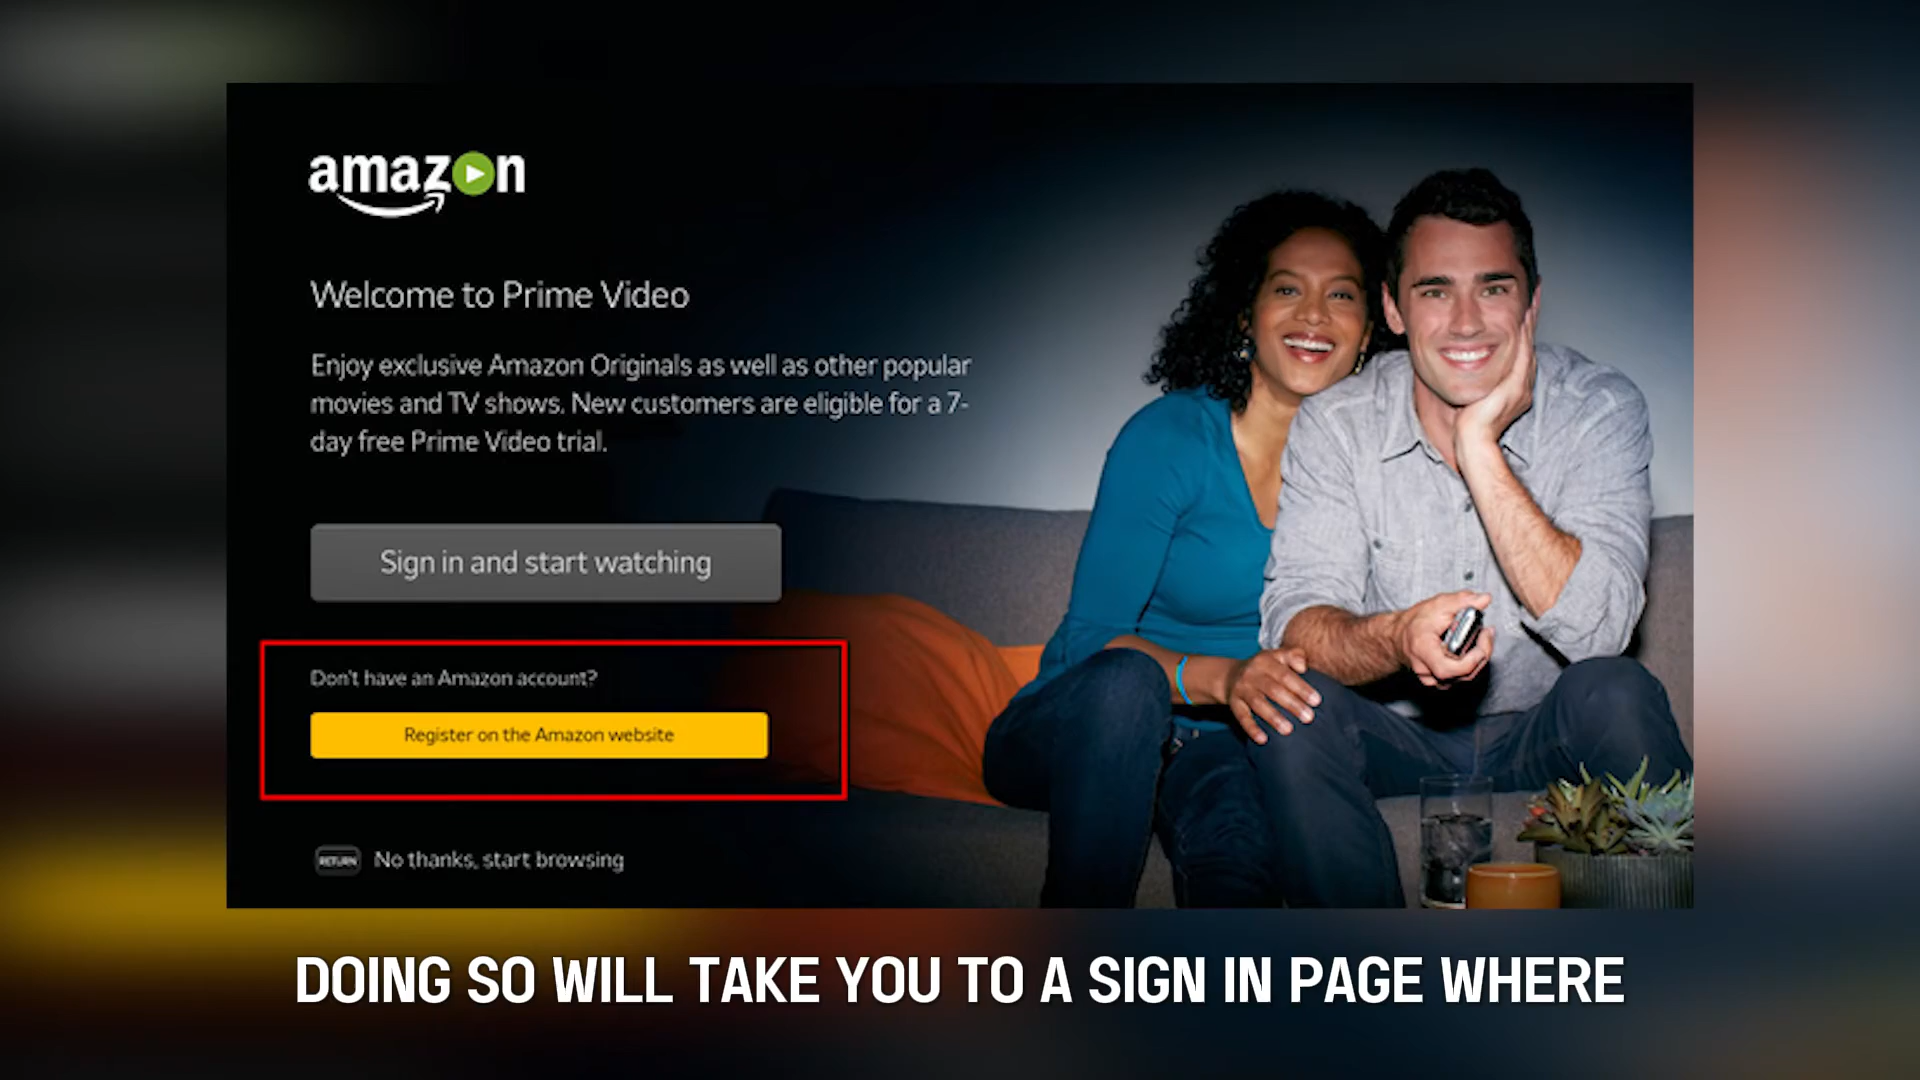 amazon
Welcome to Prime Video
Enjoy exclusive Amazon Originals as well as other popular
movies and TV shows. New customers are eligible for a 7-
day free Prime Video trial.
Sign in and start watching
Don't have an Amazon account?
Register on the Amazon website
RETURN No thanks, start browsing
DOING SO WILL TAKE YOU TO A SIGN IN PAGE WHERE